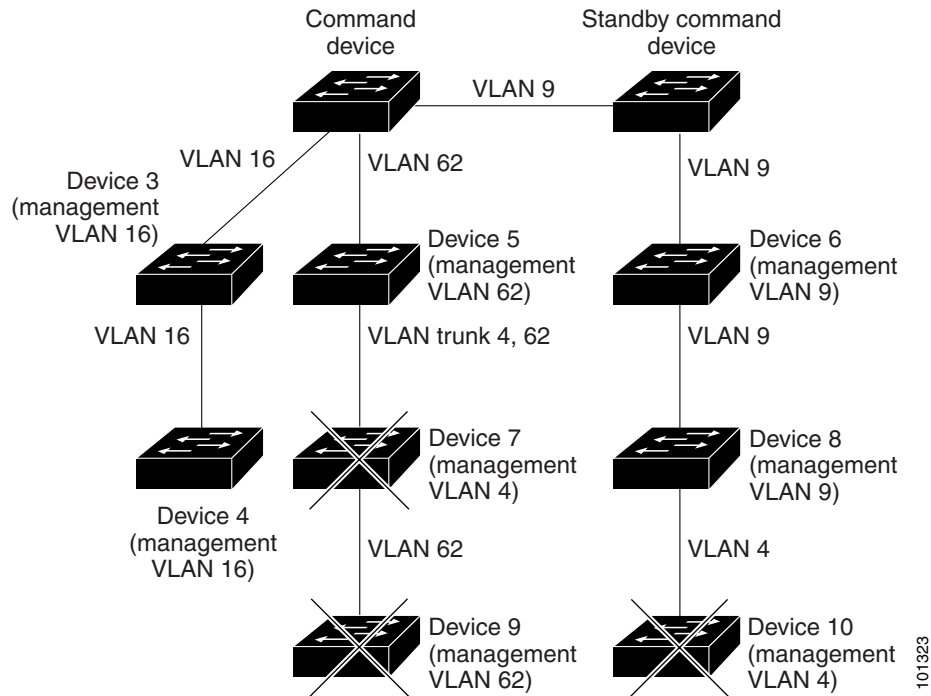 Command
device
Standby command
device
VLAN 9
VLAN 16
VLAN 62
VLAN 9
Device 3
(management
VLAN 16)
Device 5
(management
VLAN 62)
Device 6
(management
VLAN 9)
VLAN 16
VLAN trunk 4, 62
VLAN 9
Device 4
(management
VLAN 16)
Device 7
(management
VLAN 4)
Device 8
(management
VLAN 9)
VLAN 62
VLAN 4
Device 9
(management
VLAN 62)
Device 10
(management
VLAN 4)
101323